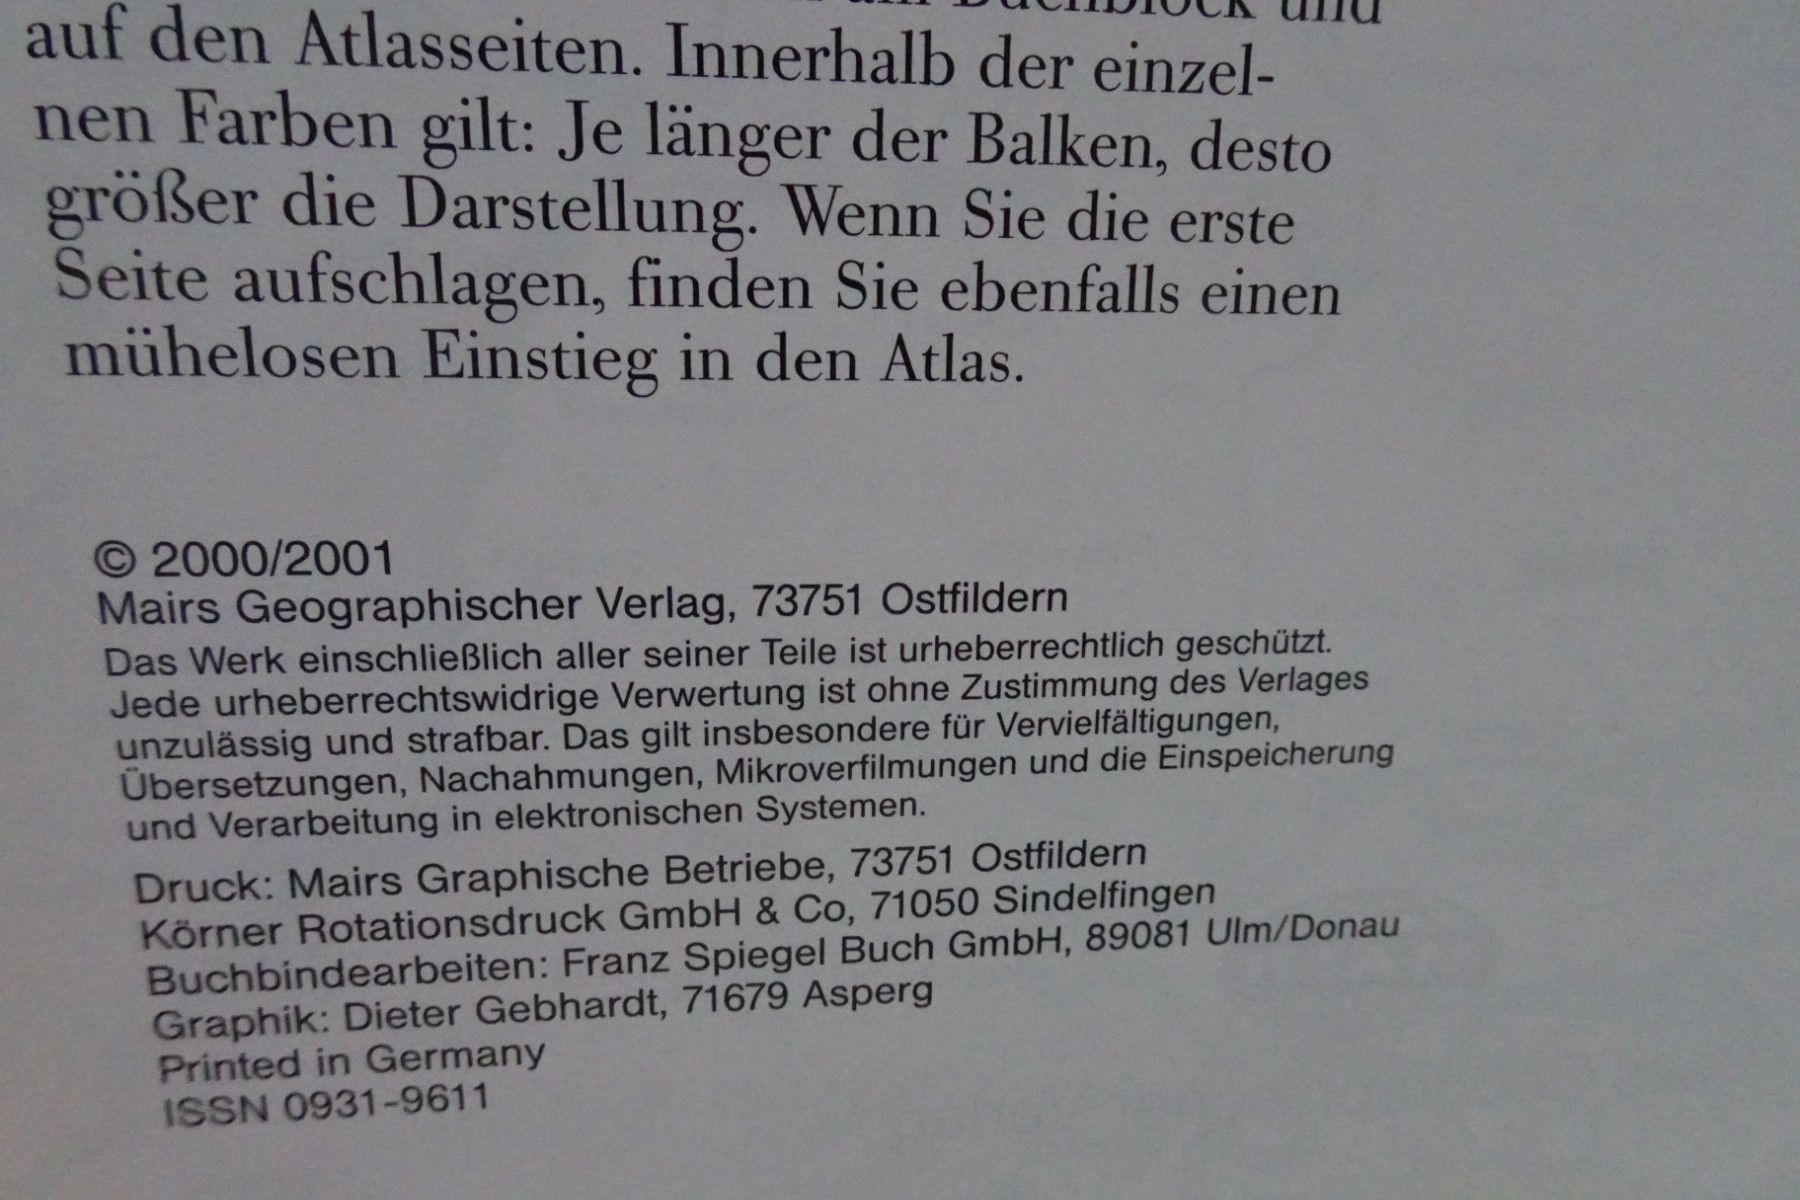 am Buchblock und
auf den Atlasseiten. Innerhalb der einzel-
nen Farben gilt: Je länger der Balken, desto
größer die Darstellung. Wenn Sie die erste
Seite aufschlagen, finden Sie ebenfalls einen
mühelosen Einstieg in den Atlas.
© 2000/2001
Mairs Geographischer Verlag, 73751 Ostfildern
Das Werk einschließlich aller seiner Teile ist urheberrechtlich geschützt.
Jede urheberrechtswidrige Verwertung ist ohne Zustimmung des Verlages
unzulässig und strafbar. Das gilt insbesondere für Vervielfältigungen,
Übersetzungen, Nachahmungen, Mikroverfilmungen und die Einspeicherung
und Verarbeitung in elektronischen Systemen.
Druck: Mairs Graphische Betriebe, 73751 Ostfildern
Körner Rotationsdruck GmbH & Co, 71050 Sindelfingen
Buchbindearbeiten: Franz Spiegel Buch GmbH, 89081 Ulm/Donau
Graphik: Dieter Gebhardt, 71679 Asperg
Printed in Germany
ISSN 0931-9611